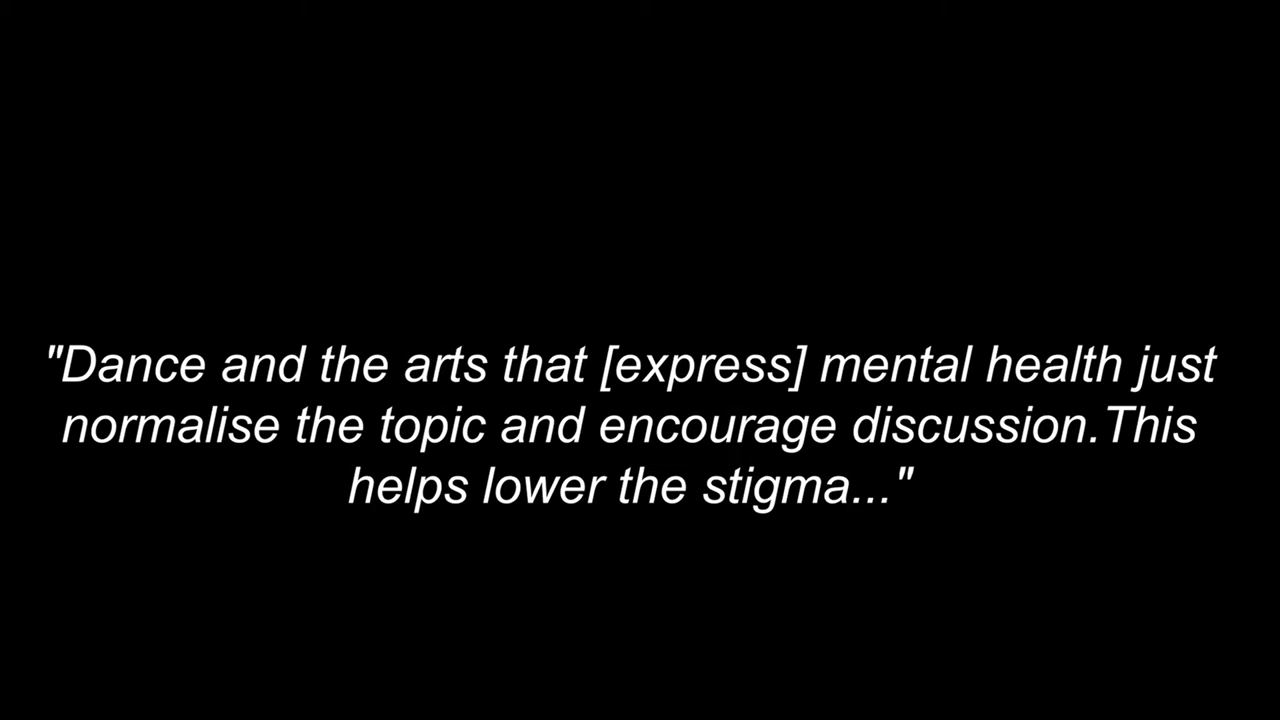 "Dance and the arts that [express] mental health just
normalise the topic and encourage discussion.This
helps lower the stigma..."